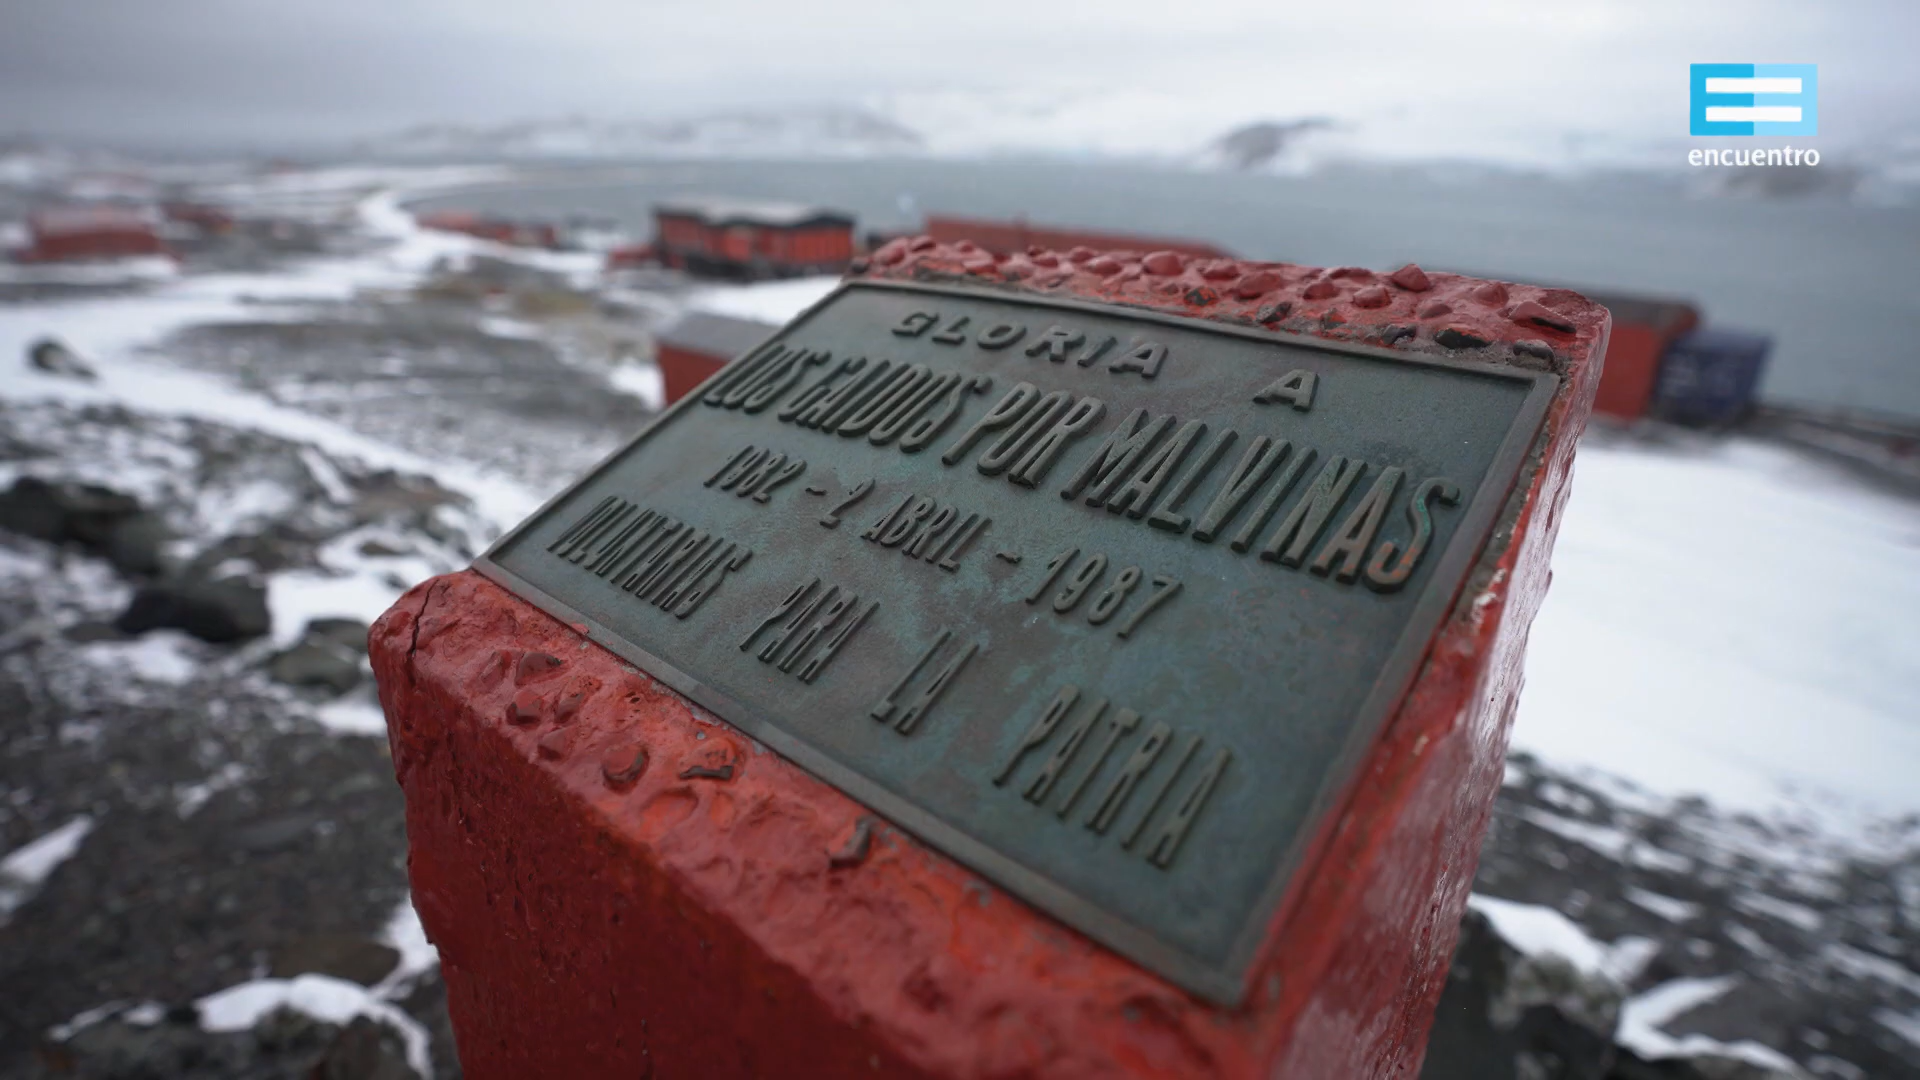 encuentro
GLORIA A
LOS CAIDOS POR MALVINAS
1982 - 2 ABRIL - 1987
VOLUNTARIAS PARA LA PATRIA